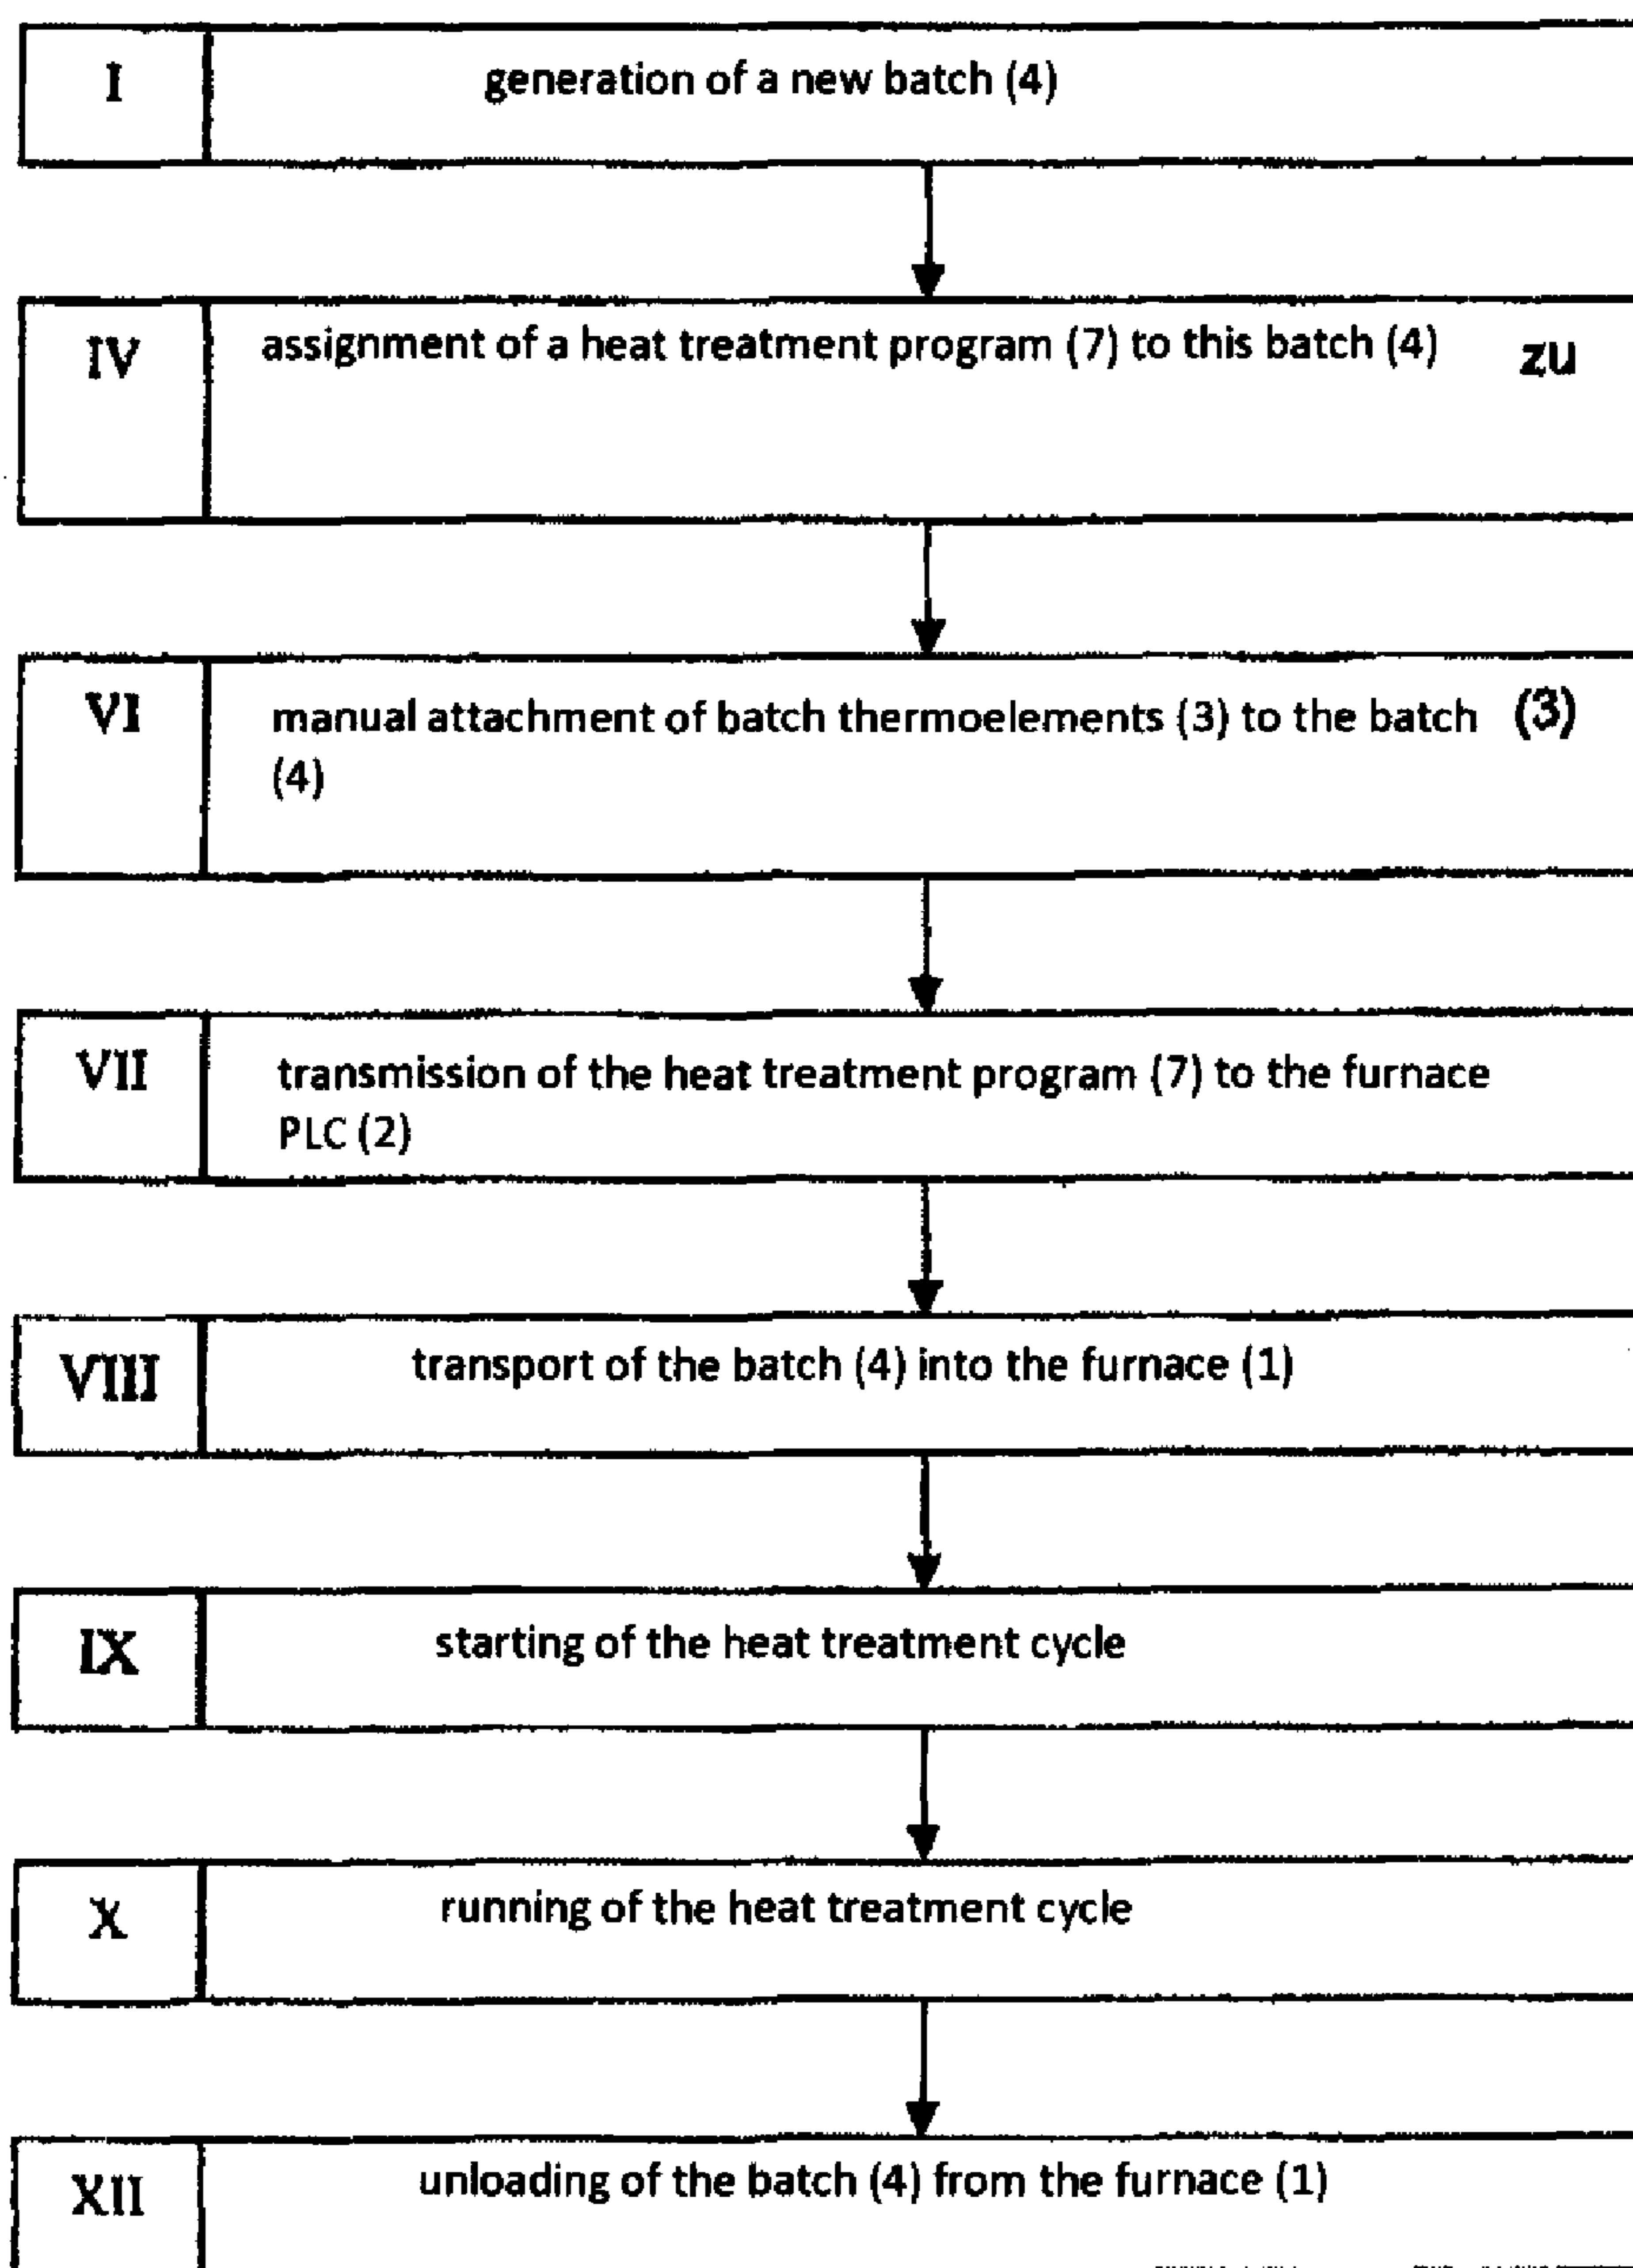 I generation of a new batch (4)
IV assignment of a heat treatment program (7) to this batch (4) zu
VI manual attachment of batch thermoelements (3) to the batch (3)
(4)
VII transmission of the heat treatment program (7) to the furnace
PLC (2)
VIII transport of the batch (4) into the furnace (1)
IX starting of the heat treatment cycle
X running of the heat treatment cycle
XII unloading of the batch (4) from the furnace (1)